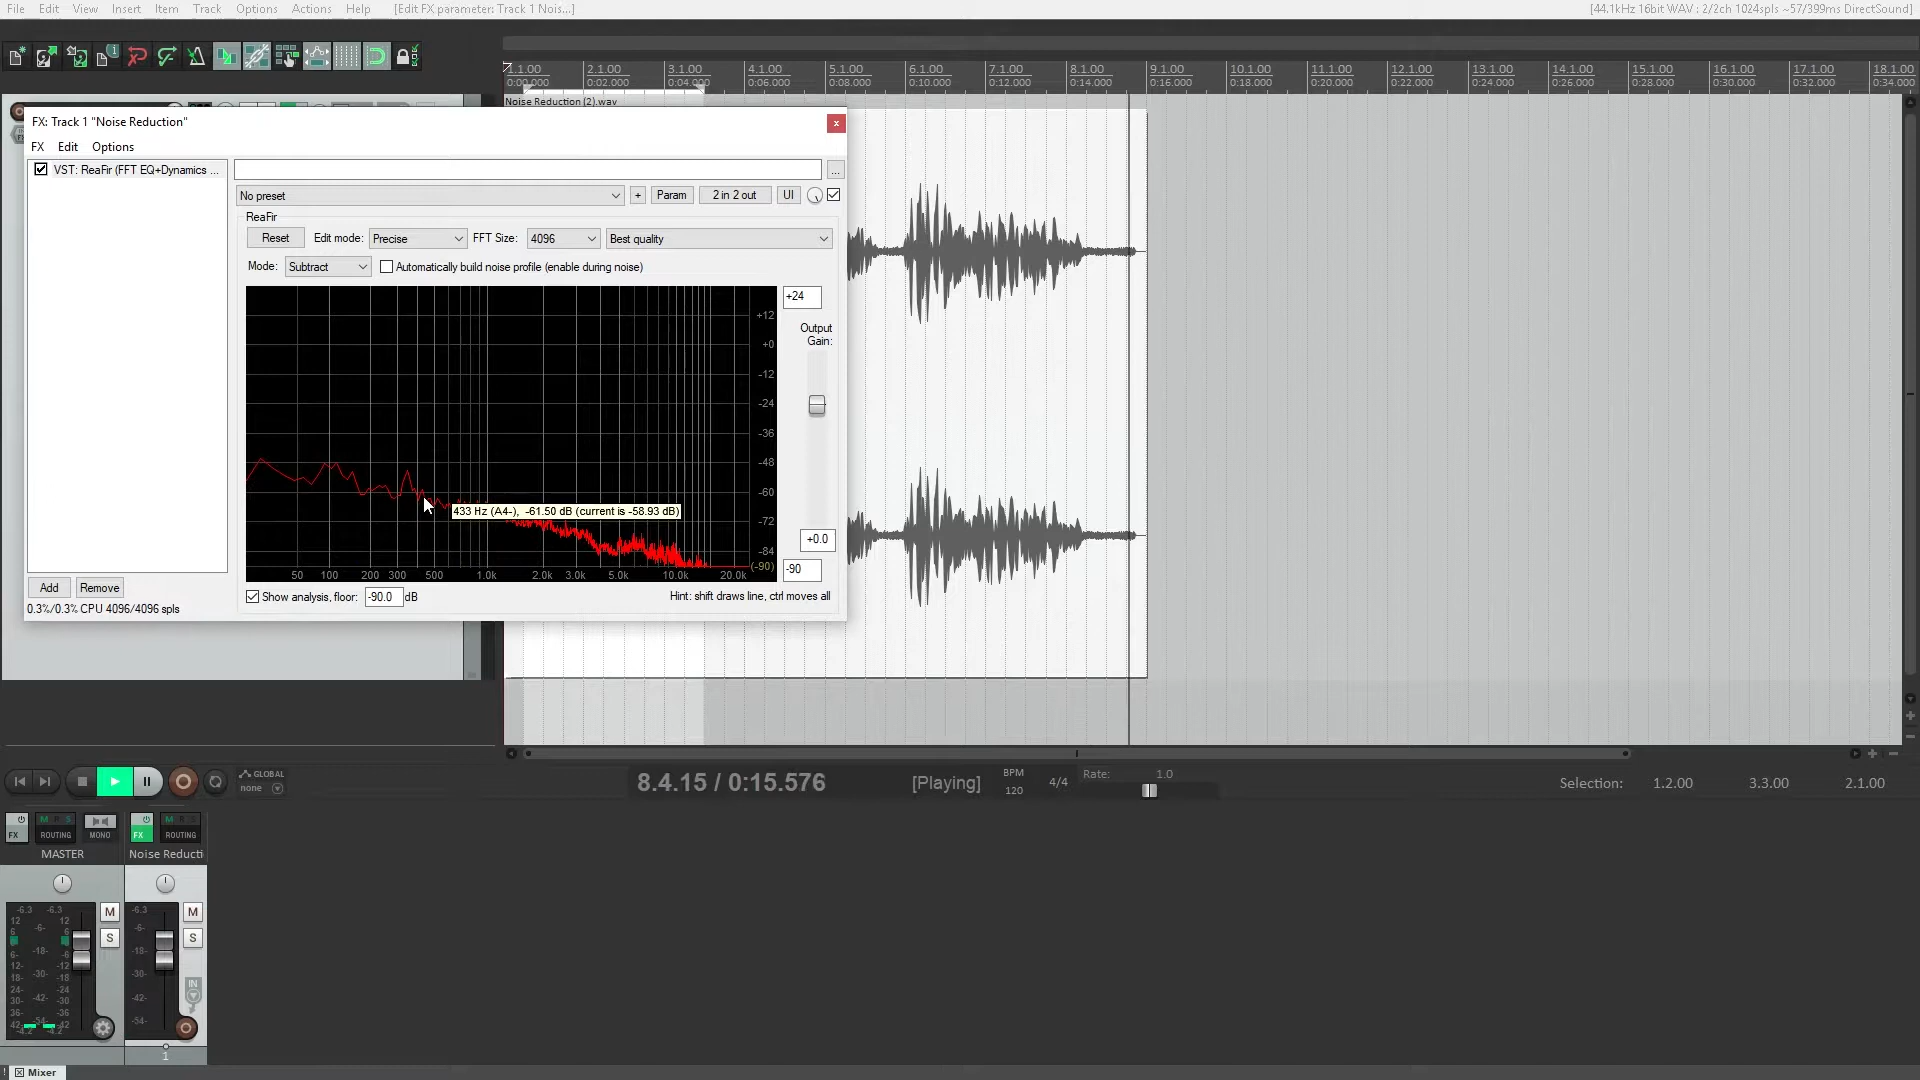 File Edit View Insert Item Track Options Actions Help [Edit FX parameter: Track 1 Nois...] [44.1kHz 16bit WAV : 2/2ch 1024spls ~57/399ms DirectSound]
1.1.00 2.1.00 3.1.00 4.1.00 5.1.00 6.1.00 7.1.00 8.1.00 9.1.00 10.1.00 11.1.00 12.1.00 13.1.00 14.1.00 15.1.00 16.1.00 17.1.00 18.1.00
0:00.000 0:02.000 0:04.000 0:06.000 0:08.000 0:10.000 0:12.000 0:14.000 0:16.000 0:18.000 0:20.000 0:22.000 0:24.000 0:26.000 0:28.000 0:30.000 0:32.000 0:34.000
Noise Reduction (2).wav
FX: Track 1 "Noise Reduction" x
FX Edit Options
VST: ReaFir (FFT EQ+Dynamics ... ...
No preset + Param 2 in 2 out UI
ReaFir
Reset Edit mode: Precise FFT Size: 4096 Best quality
Mode: Subtract Automatically build noise profile (enable during noise)
+24
+12
Output
Gain:
+0
-12
-24
-36
-48
-60
433 Hz (A4-), -61.50 dB (current is -58.93 dB)
-72
+0.0
-84
(-90) -90
50 100 200 300 500 1.0k 2.0k 3.0k 5.0k 10.0k 20.0k
Add Remove
Show analysis, floor: -90.0 dB Hint: shift draws line, ctrl moves all
0.3%/0.3% CPU 4096/4096 spls
GLOBAL
none
8.4.15 / 0:15.576 [Playing]
BPM
120
4/4
Rate: 1.0
Selection: 1.2.00 3.3.00 2.1.00
FX ROUTING MONO FX ROUTING
MASTER Noise Reducti
-6.3 -6.3 -6.3
M M
S S
12 12
6 -6- 6 -6-
6- -6
12- -18- -12 -18-
18- -18
24- -30- -24 -30-
30- -30 IN
36- -42- -36 -42-
42 -54- 42 -54-
-4.2 -4.2
1
Mixer